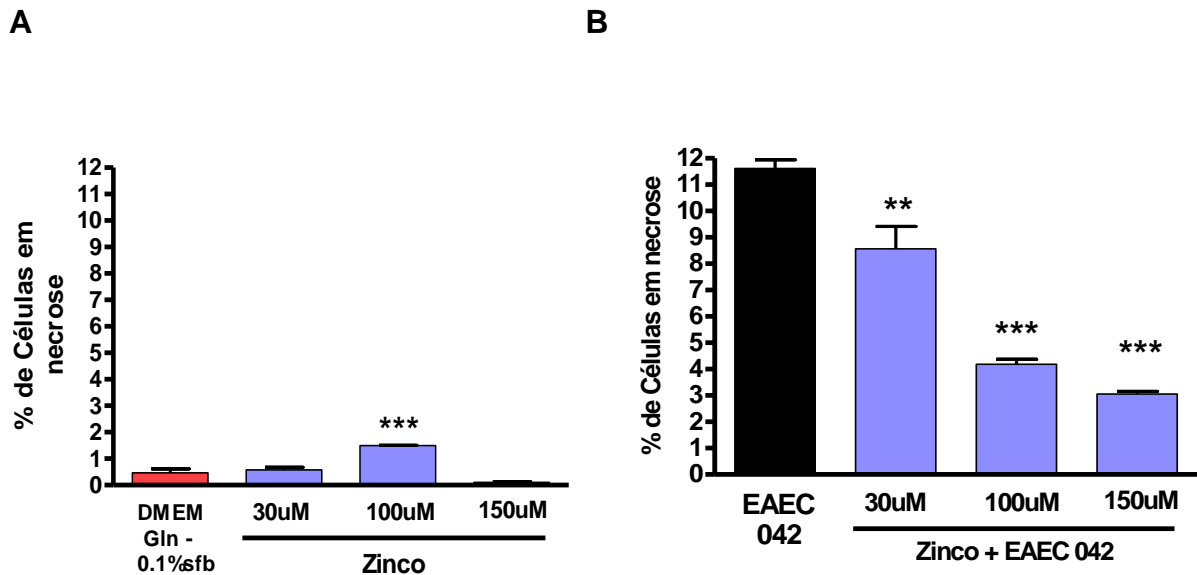 A
B
% de Células em
necrose
12
11
10
9
8
7
6
5
4
3
2
1
0
***
DMEM
Gln -
0.1%sfb
30uM
100uM
150uM
Zinco
% de Células em necrose
12
11
10
9
8
7
6
5
4
3
2
1
0
**
***
***
EAEC
042
30uM
100uM
150uM
Zinco + EAEC 042